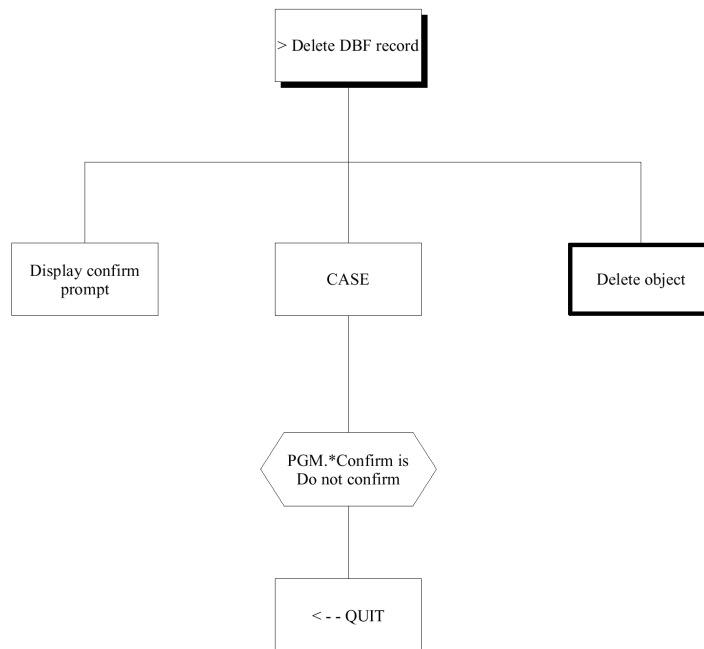 > Delete DBF record
Display confirm
prompt
CASE
Delete object
PGM.*Confirm is
Do not confirm
< - - QUIT